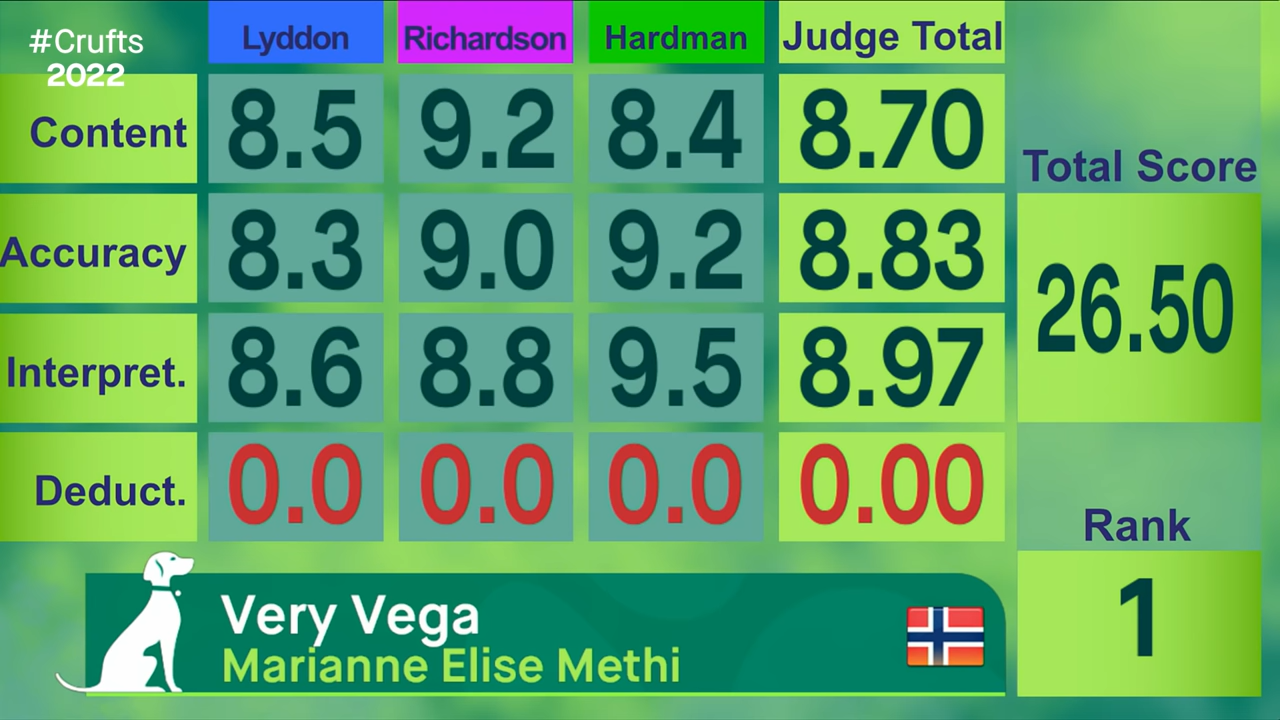 #Crufts
2022
Lyddon Richardson Hardman Judge Total
Content 8.5 9.2 8.4 8.70
Total Score
Accuracy 8.3 9.0 9.2 8.83
26.50
Interpret. 8.6 8.8 9.5 8.97
Deduct. 0.0 0.0 0.0 0.00
Rank
1
Very Vega
Marianne Elise Methi